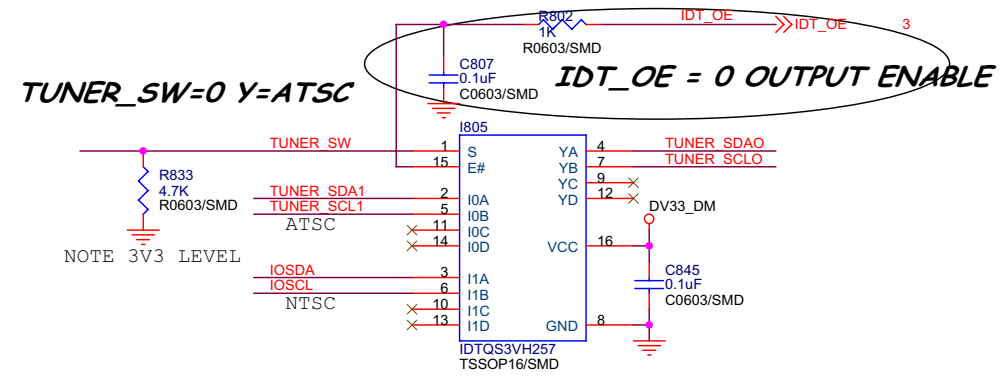 R802
1K
R0603/SMD
IDT_OE
IDT_OE
3
C807
0.1uF
C0603/SMD
IDT_OE = 0 OUTPUT ENABLE
TUNER_SW=0 Y=ATSC
I805
TUNER_SW
1
S
15
E#
YA
4
TUNER_SDAO
YB
7
TUNER_SCLO
YC
9
YD
12
R833
4.7K
R0603/SMD
NOTE 3V3 LEVEL
TUNER_SDA1
2
I0A
TUNER_SCL1
5
I0B
ATSC
11
I0C
14
I0D
DV33_DM
VCC
16
IOSDA
3
I1A
IOSCL
6
I1B
NTSC
10
I1C
13
I1D
C845
0.1uF
C0603/SMD
GND
8
IDTQS3VH257
TSSOP16/SMD